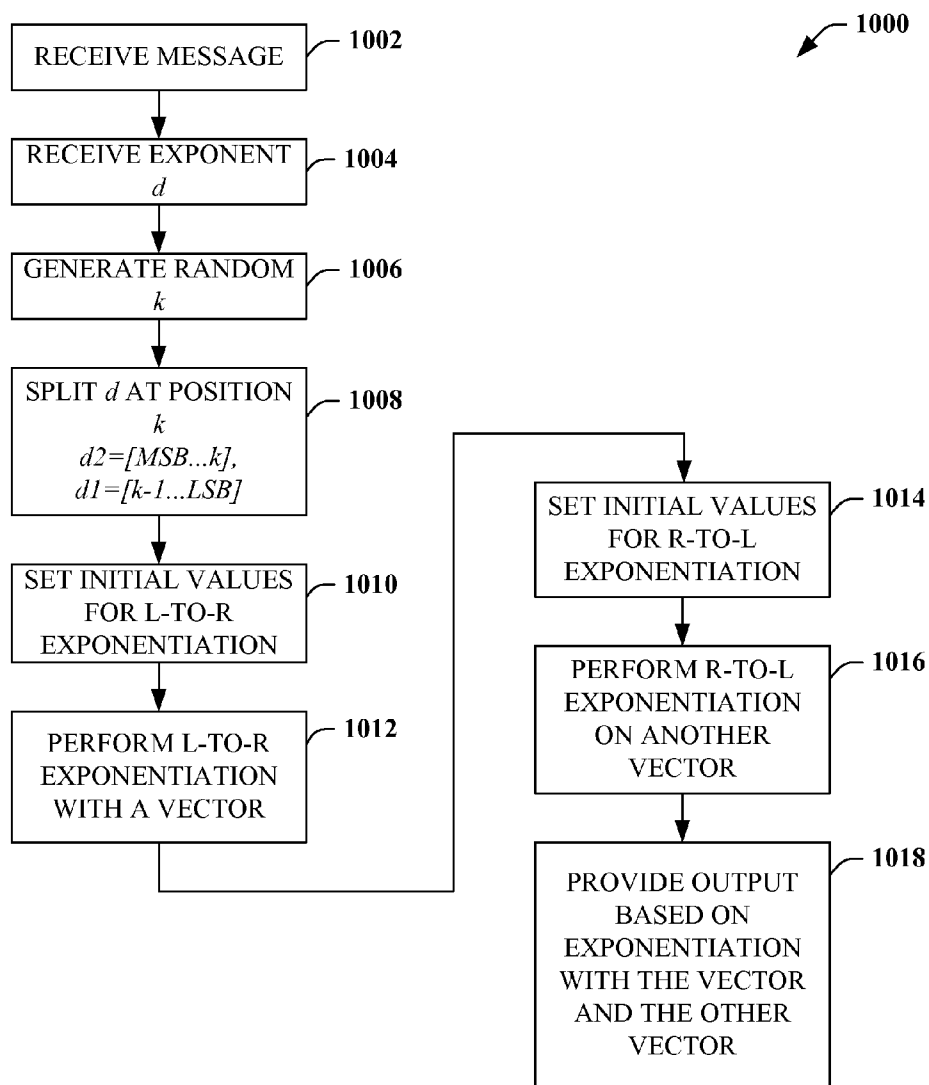 1000
RECEIVE MESSAGE
1002
RECEIVE EXPONENT
d
1004
GENERATE RANDOM
k
1006
SPLIT d AT POSITION
k
d2=[MSB...k],
d1=[k-1...LSB]
1008
SET INITIAL VALUES
FOR L-TO-R
EXPONENTIATION
1010
PERFORM L-TO-R
EXPONENTIATION
WITH A VECTOR
1012
SET INITIAL VALUES
FOR R-TO-L
EXPONENTIATION
1014
PERFORM R-TO-L
EXPONENTIATION
ON ANOTHER
VECTOR
1016
PROVIDE OUTPUT
BASED ON
EXPONENTIATION
WITH THE VECTOR
AND THE OTHER
VECTOR
1018